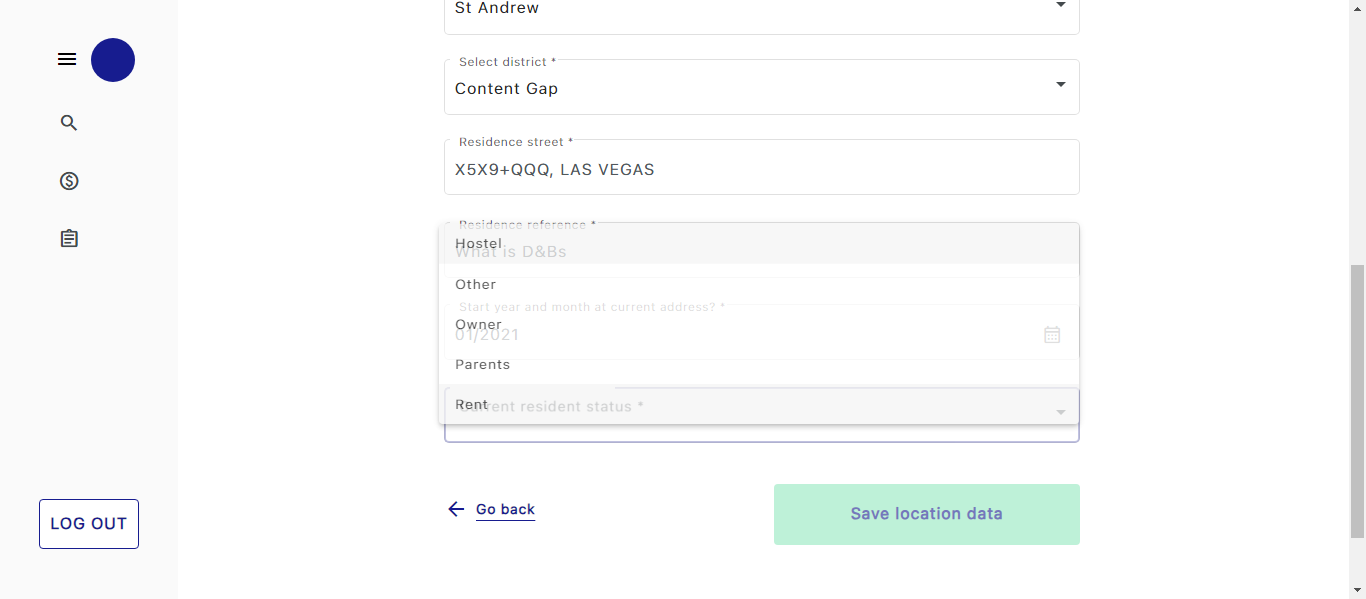 St Andrew
Select district *
Content Gap
Residence street *
X5X9+QQQ, LAS VEGAS
Residence reference *
Hostel
What is D&Bs
Other
Start year and month at current address? *
Owner
01/2021
Parents
Rent
Current resident status *
LOG OUT
Go back
Save location data